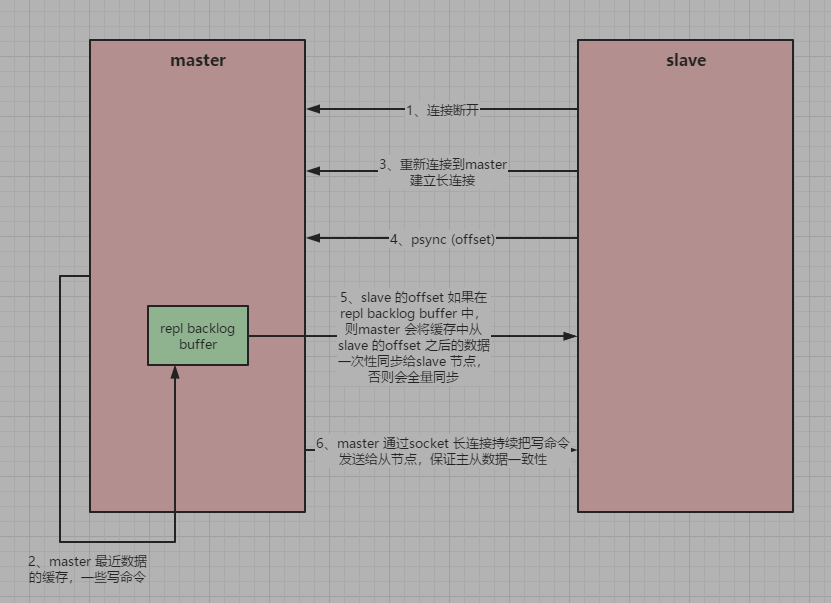 master
slave
1、连接断开
3、重新连接到master
建立长连接
4、psync (offset)
5、slave 的offset 如果在
repl backlog buffer 中，
则master 会将缓存中从
slave 的offset 之后的数据
一次性同步给slave 节点，
否则会全量同步
repl backlog
buffer
6、master 通过socket 长连接持续把写命令
发送给从节点，保证主从数据一致性
2、master 最近数据
的缓存，一些写命令